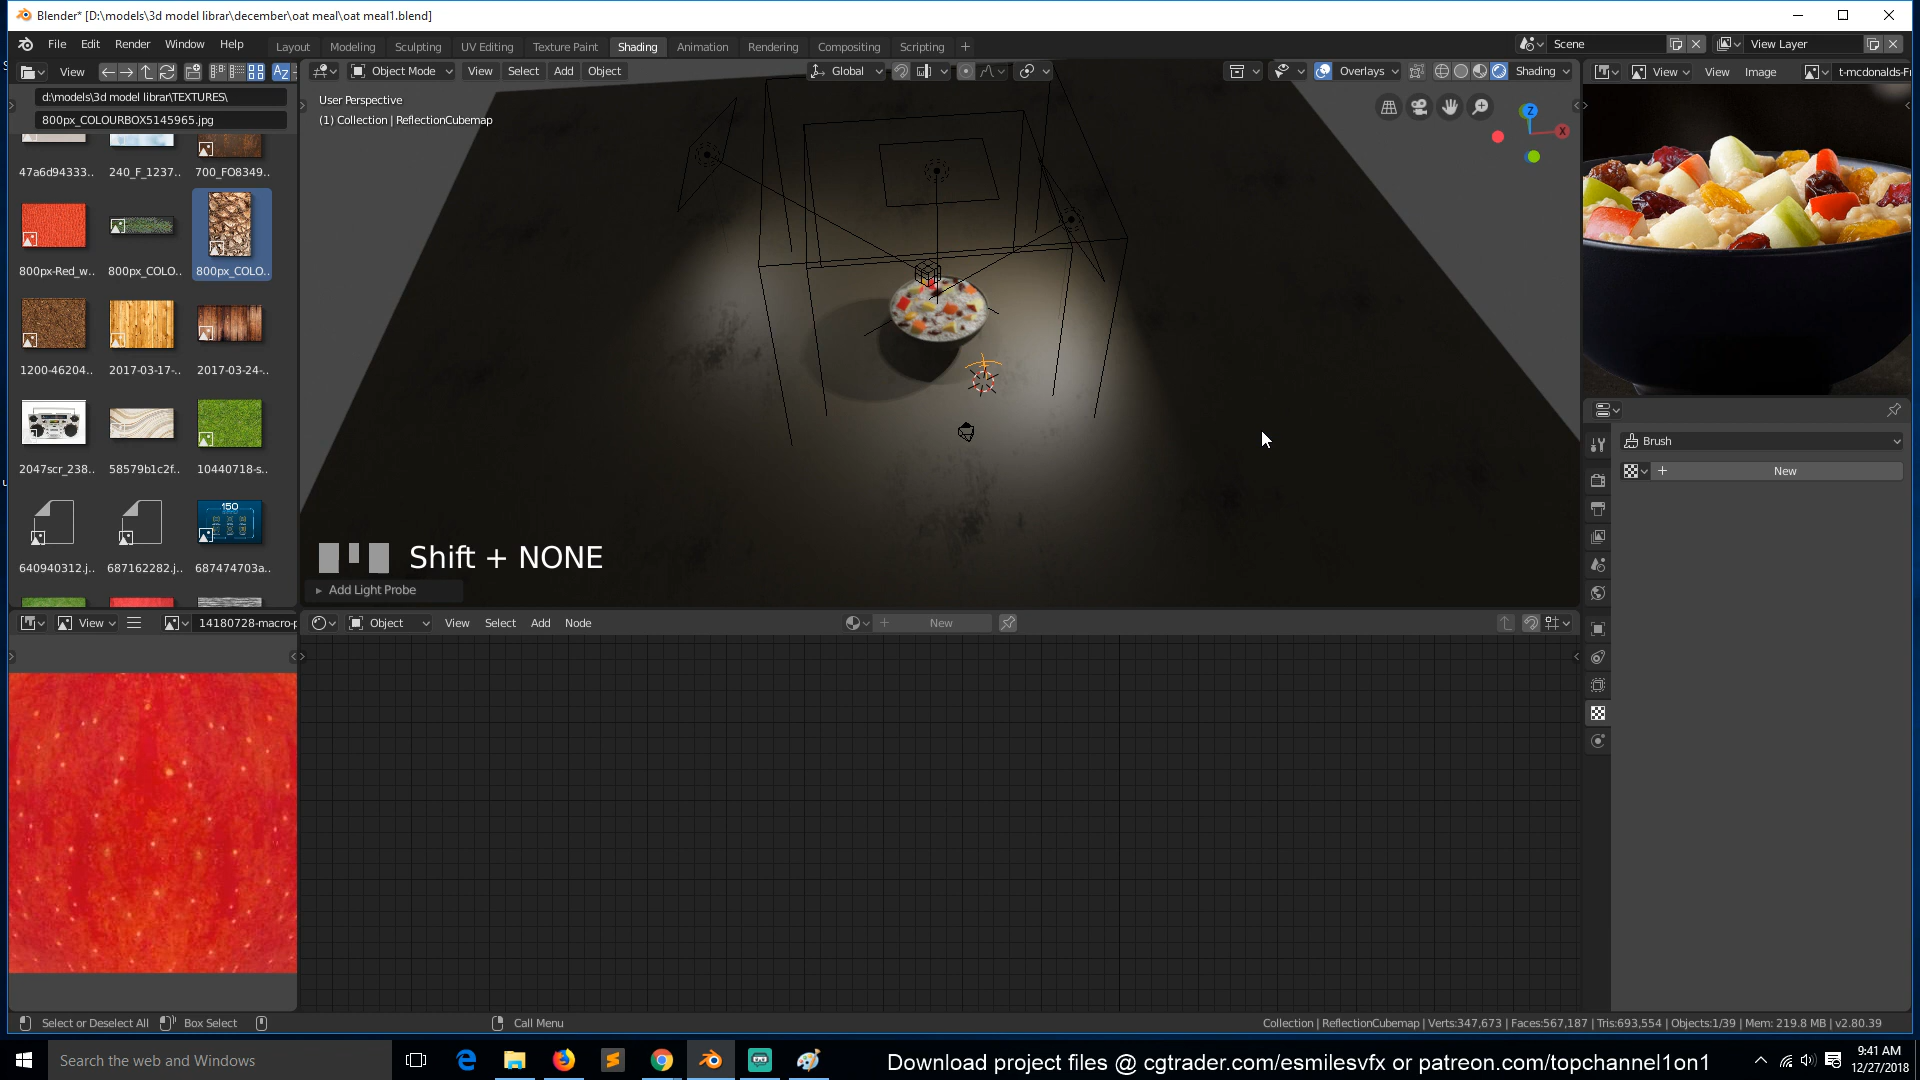 Blender* [D:\models\3d model librar\december\oat meal\oat meal1.blend]
File Edit Render Window Help
Layout Modeling Sculpting UV Editing Texture Paint Shading Animation Rendering Compositing Scripting +
Scene
View Layer
View
Object Mode View Select Add Object
Global
Overlays
Shading
View View Image
t-mcdonalds-Fr
d:\models\3d model librar\TEXTURES\
800px_COLOURBOX5145965.jpg
User Perspective
(1) Collection | ReflectionCubemap
Z
X
47a6d94333.. 240_F_1237.. 700_FO8349..
800px-Red_w.. 800px_COLO.. 800px_COLO..
1200-46204.. 2017-03-17-.. 2017-03-24-..
2047scr_238.. 58579b1c2f.. 10440718-s..
150
640940312.j.. 687162282.j.. 687474703a..
Shift + NONE
Add Light Probe
Brush
+ New
View
14180728-macro-p
Object View Select Add Node
+ New
Select or Deselect All
Box Select
Call Menu
Collection | ReflectionCubemap | Verts:347,673 | Faces:567,187 | Tris:693,554 | Objects:1/39 | Mem: 219.8 MB | v2.80.39
Search the web and Windows
Download project files @ cgtrader.com/esmilesvfx or patreon.com/topchannel1on1
9:41 AM
12/27/2018